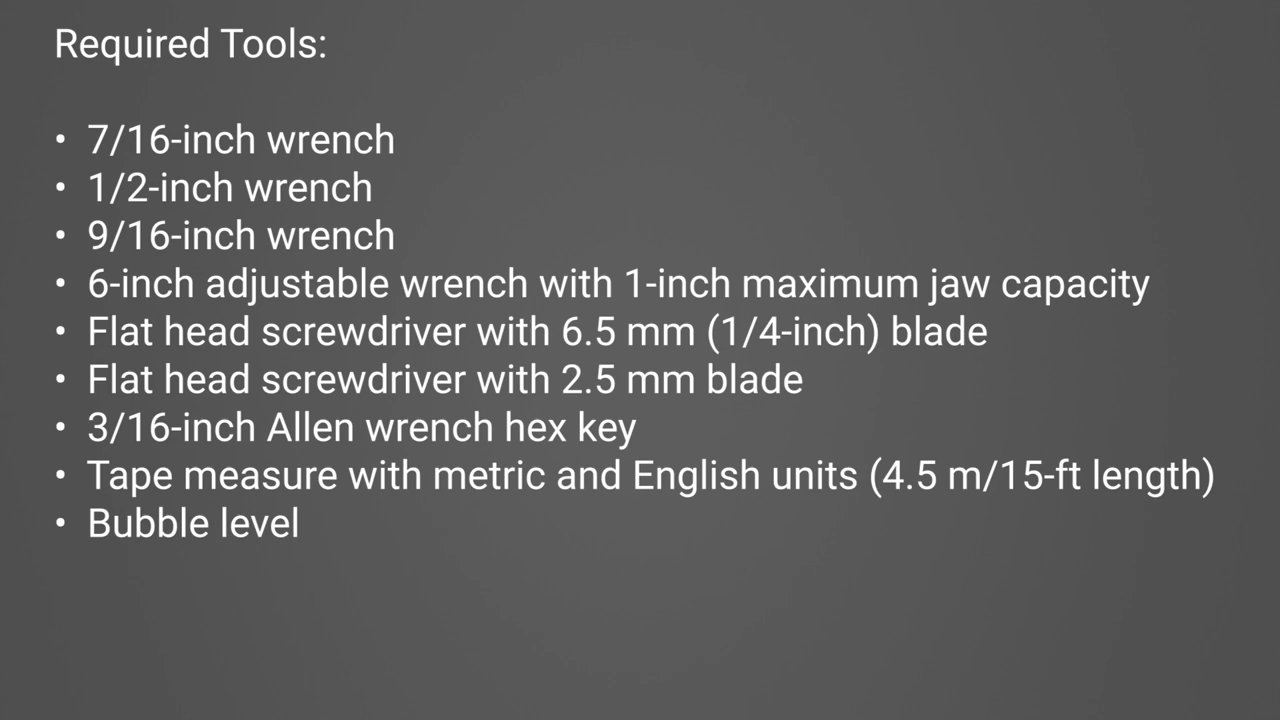 Required Tools:
• 7/16-inch wrench
• 1/2-inch wrench
• 9/16-inch wrench
• 6-inch adjustable wrench with 1-inch maximum jaw capacity
• Flat head screwdriver with 6.5 mm (1/4-inch) blade
• Flat head screwdriver with 2.5 mm blade
• 3/16-inch Allen wrench hex key
• Tape measure with metric and English units (4.5 m/15-ft length)
• Bubble level